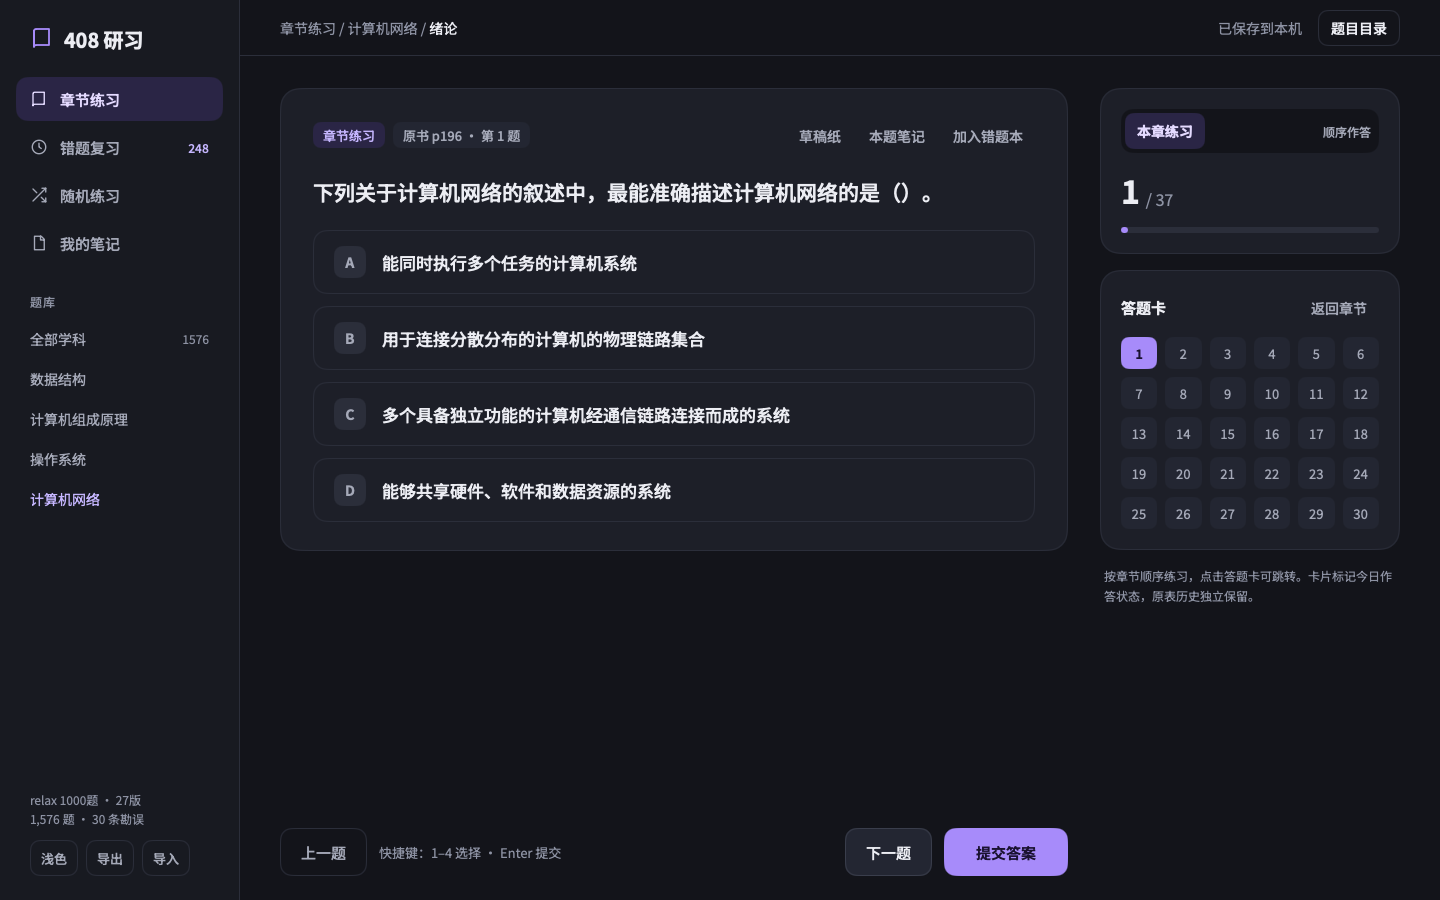 408 研习
章节练习
错题复习 248
随机练习
我的笔记
题库
全部学科 1576
数据结构
计算机组成原理
操作系统
计算机网络
relax 1000题 · 27版
1,576 题 · 30 条勘误
浅色 导出 导入
章节练习 / 计算机网络 / 绪论
已保存到本机 题目目录
章节练习 原书 p196 · 第 1 题 草稿纸 本题笔记 加入错题本
下列关于计算机网络的叙述中，最能准确描述计算机网络的是（）。
A 能同时执行多个任务的计算机系统
B 用于连接分散分布的计算机的物理链路集合
C 多个具备独立功能的计算机经通信链路连接而成的系统
D 能够共享硬件、软件和数据资源的系统
上一题 快捷键：1–4 选择 · Enter 提交 下一题 提交答案
本章练习 顺序作答
1 / 37
答题卡 返回章节
1 2 3 4 5 6
7 8 9 10 11 12
13 14 15 16 17 18
19 20 21 22 23 24
25 26 27 28 29 30
按章节顺序练习，点击答题卡可跳转。卡片标记今日作
答状态，原表历史独立保留。